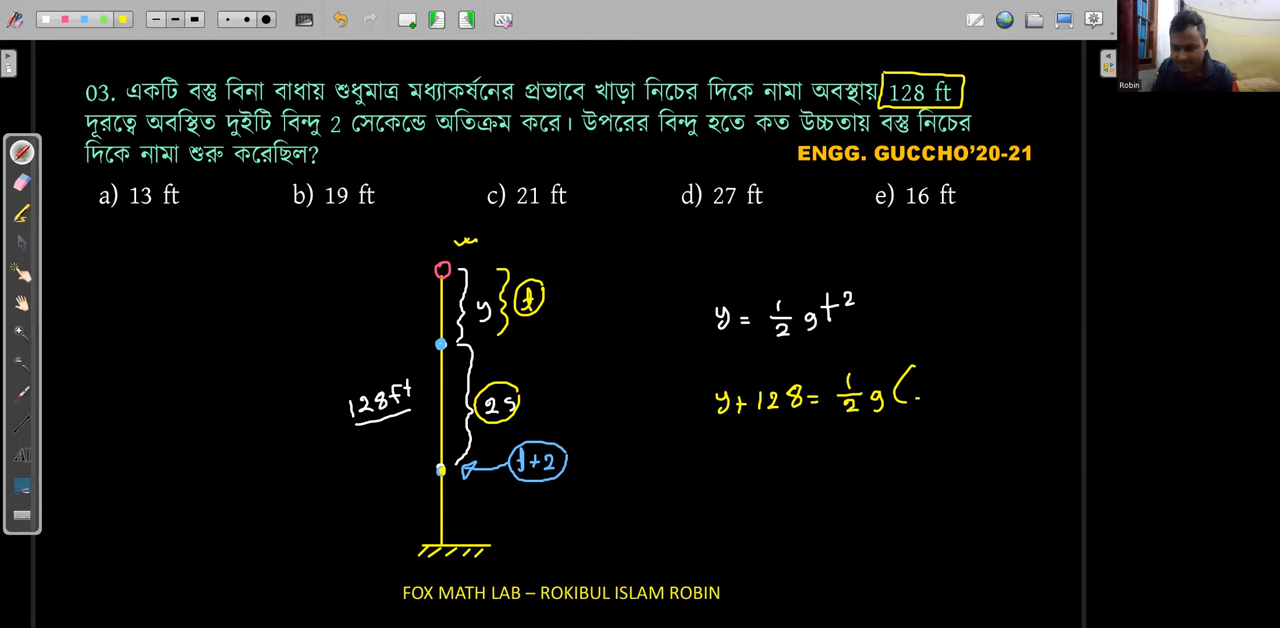 03. একটি বস্তু বিনা বাধায় শুধুমাত্র মধ্যাকর্ষনের প্রভাবে খাড়া নিচের দিকে নামা অবস্থায় 128 ft
দূরত্বে অবস্থিত দুইটি বিন্দু 2 সেকেন্ডে অতিক্রম করে। উপরের বিন্দু হতে কত উচ্চতায় বস্তু নিচের
দিকে নামা শুরু করেছিল?
ENGG. GUCCHO'20-21
a) 13 ft b) 19 ft c) 21 ft d) 27 ft e) 16 ft
y t
128ft 2s
t+2
y = 1/2 gt²
y + 128 = 1/2 g (
FOX MATH LAB – ROKIBUL ISLAM ROBIN
Robin